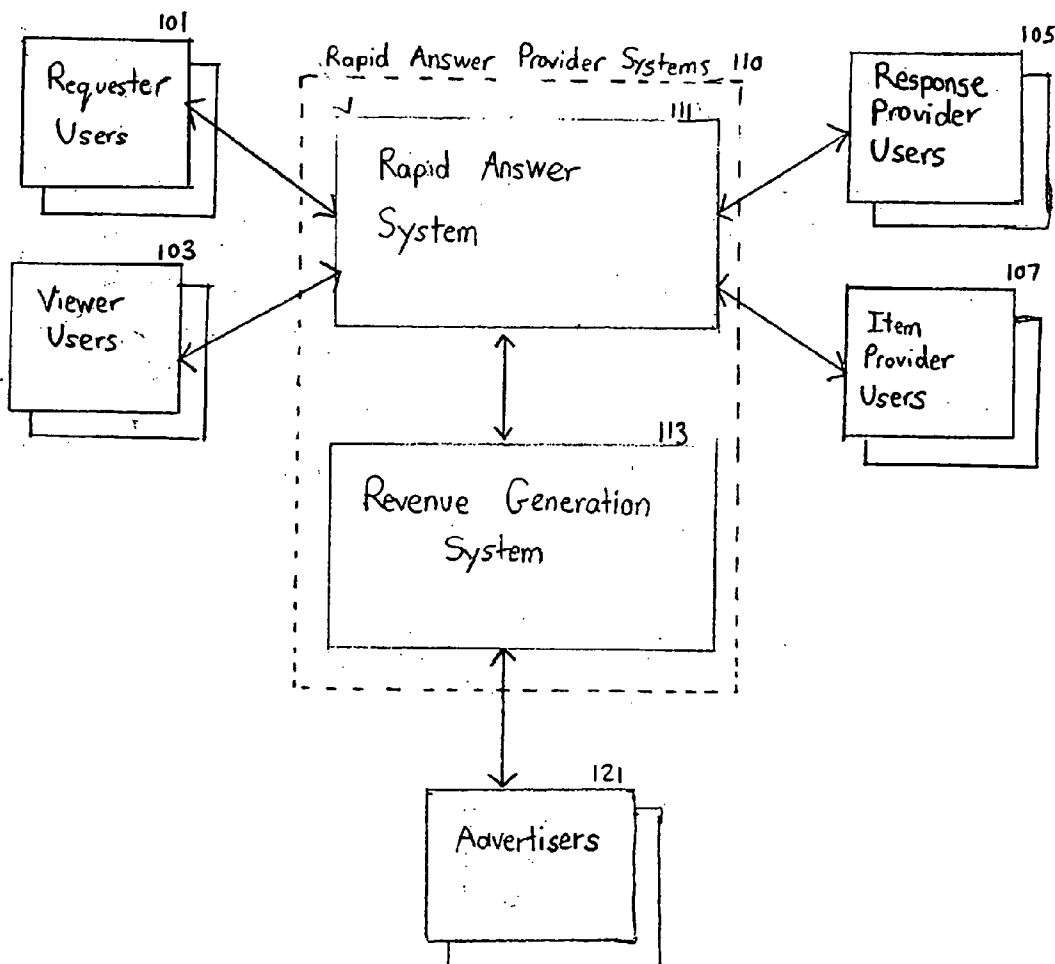 101
Requester
Users
Rapid Answer Provider Systems 110
111
Rapid Answer
System
105
Response
Provider
Users
103
Viewer
Users
107
Item
Provider
Users
113
Revenue Generation
System
121
Advertisers